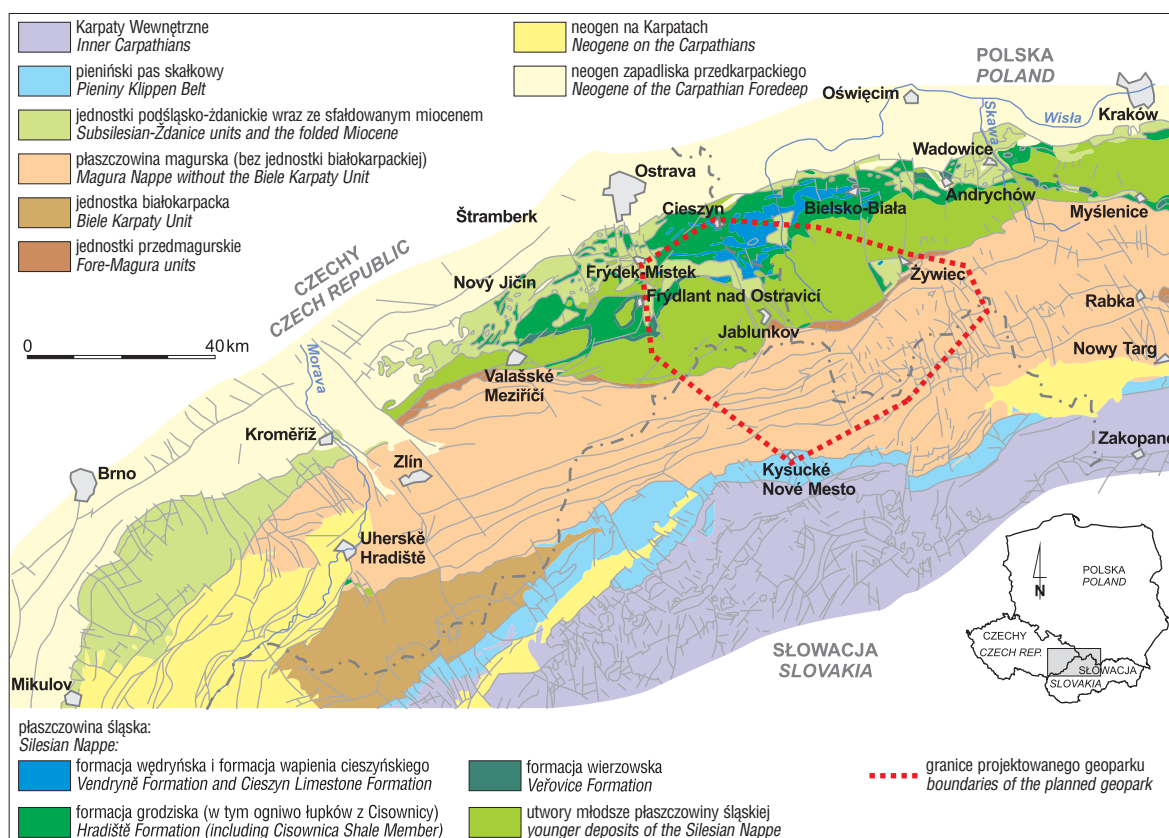 Karpaty Wewnętrzne
Inner Carpathians
pieniński pas skałkowy
Pieniny Klippen Belt
jednostki podśląsko-żdanickie wraz ze sfałdowanym miocenem
Subsilesian-Ždanice units and the folded Miocene
płaszczowina magurska (bez jednostki białokarpackiej)
Magura Nappe without the Biele Karpaty Unit
jednostka białokarpacka
Biele Karpaty Unit
jednostki przedmagurskie
Fore-Magura units
neogen na Karpatach
Neogene on the Carpathians
neogen zapadliska przedkarpackiego
Neogene of the Carpathian Foredeep
POLSKA
POLAND
Oświęcim
Skawa
Wisła
Kraków
Wadowice
Ostrava
Cieszyn
Bielsko-Biała
Andrychów
Myślenice
Štramberk
CZECHY
CZECH REPUBLIC
Nový Jičín
Frýdek-Místek
Żywiec
Frýdlant nad Ostravicí
Rabka
Jablunkov
0 40 km
Morava
Nowy Targ
Valašské
Meziříčí
Kroměříž
Zlín
Zakopane
Brno
Kysucké
Nové Mesto
Uherskě
Hradiště
SŁOWACJA
SLOVAKIA
Mikulov
N
POLSKA
POLAND
CZECHY
CZECH REP.
SŁOWACJA
SLOVAKIA
płaszczowina śląska:
Silesian Nappe:
formacja wędryńska i formacja wapienia cieszyńskiego
Vendryně Formation and Cieszyn Limestone Formation
formacja grodziska (w tym ogniwo łupków z Cisownicy)
Hradiště Formation (including Cisownica Shale Member)
formacja wierzowska
Veřovice Formation
utwory młodsze płaszczowiny śląskiej
younger deposits of the Silesian Nappe
granice projektowanego geoparku
boundaries of the planned geopark